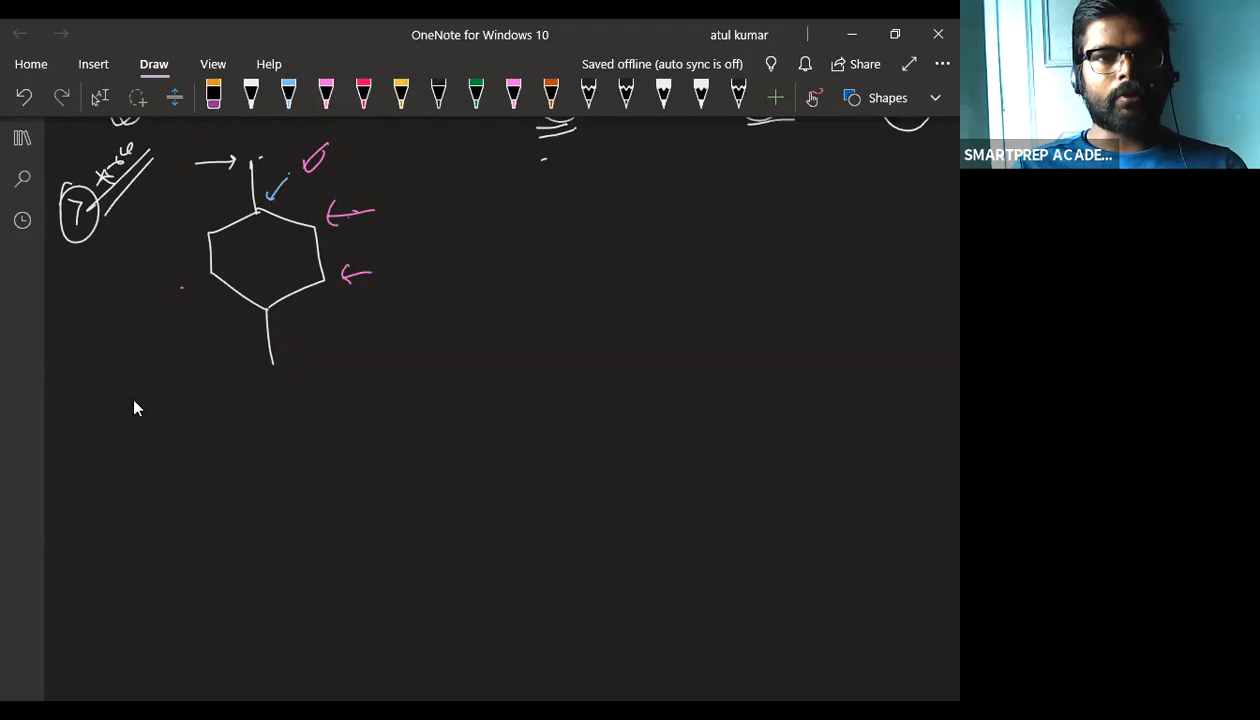 OneNote for Windows 10
atul kumar
Home Insert Draw View Help
Saved offline (auto sync is off)
Share
Shapes
SMARTPREP ACADE...
7